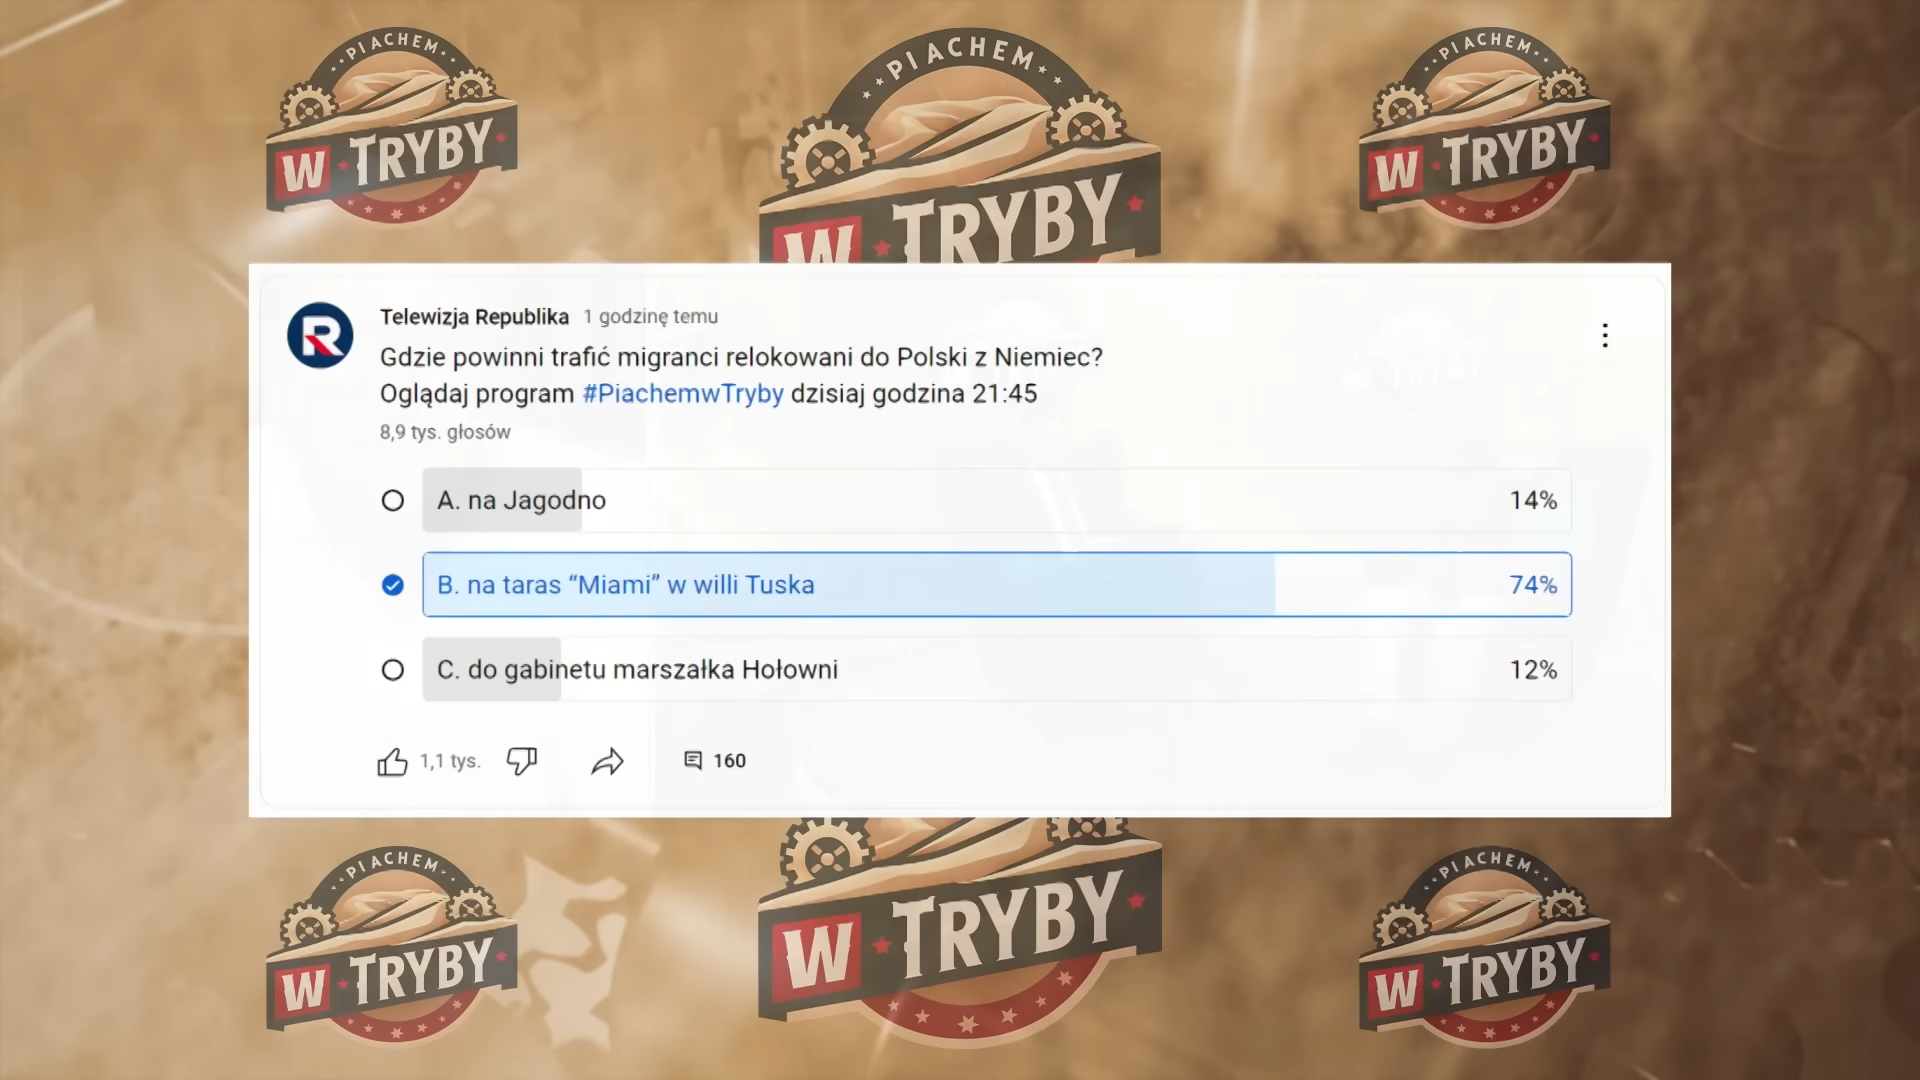 PIACHEM
W TRYBY
PIACHEM
W TRYBY
PIACHEM
W TRYBY
Telewizja Republika 1 godzinę temu
Gdzie powinni trafić migranci relokowani do Polski z Niemiec?
Oglądaj program #PiachemwTryby dzisiaj godzina 21:45
8,9 tys. głosów
A. na Jagodno 14%
B. na taras “Miami” w willi Tuska 74%
C. do gabinetu marszałka Hołowni 12%
1,1 tys. 160
PIACHEM
W TRYBY
W TRYBY
PIACHEM
W TRYBY